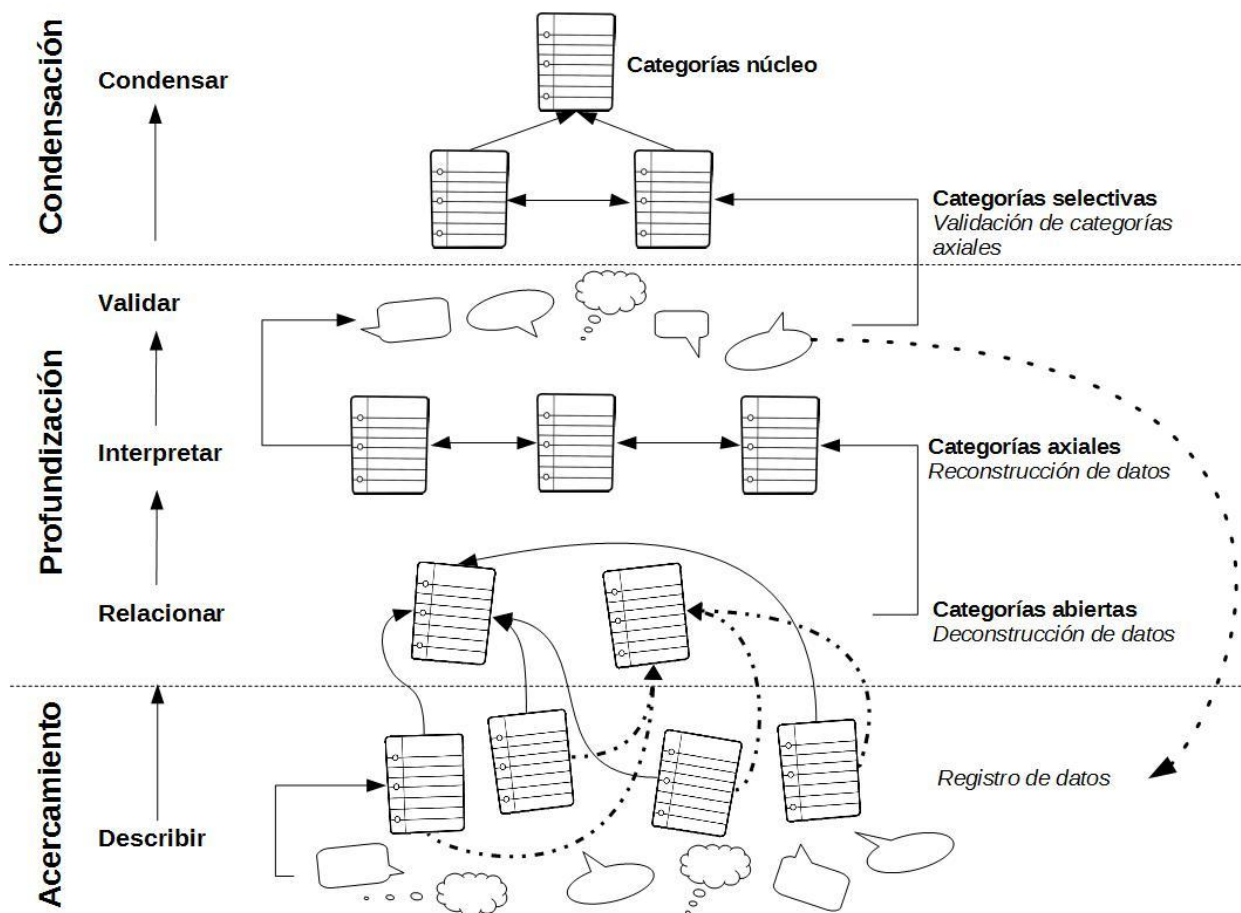 Condensación
Condensar
Categorías núcleo
Categorías selectivas
Validación de categorías
axiales
Profundización
Validar
Interpretar
Categorías axiales
Reconstrucción de datos
Relacionar
Categorías abiertas
Deconstrucción de datos
Acercamiento
Registro de datos
Describir